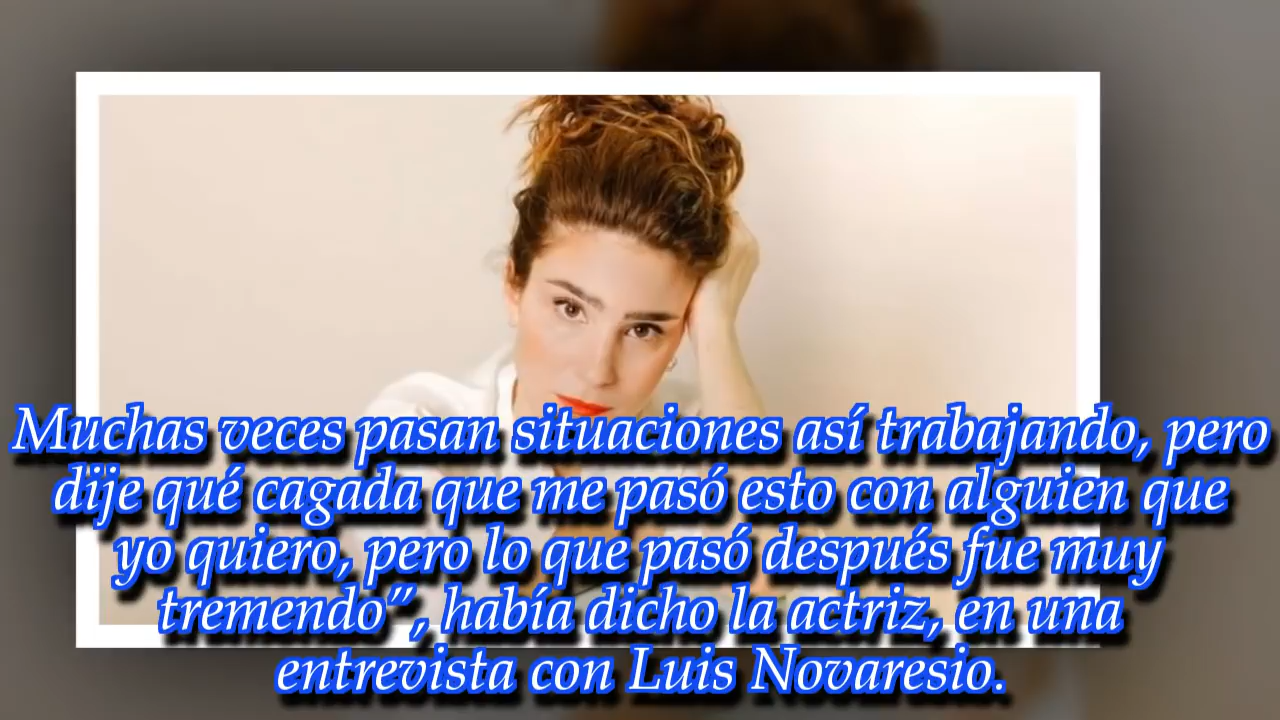 Muchas veces pasan situaciones así trabajando, pero
dije qué cagada que me pasó esto con alguien que
yo quiero, pero lo que pasó después fue muy
tremendo”, había dicho la actriz, en una
entrevista con Luis Novaresio.